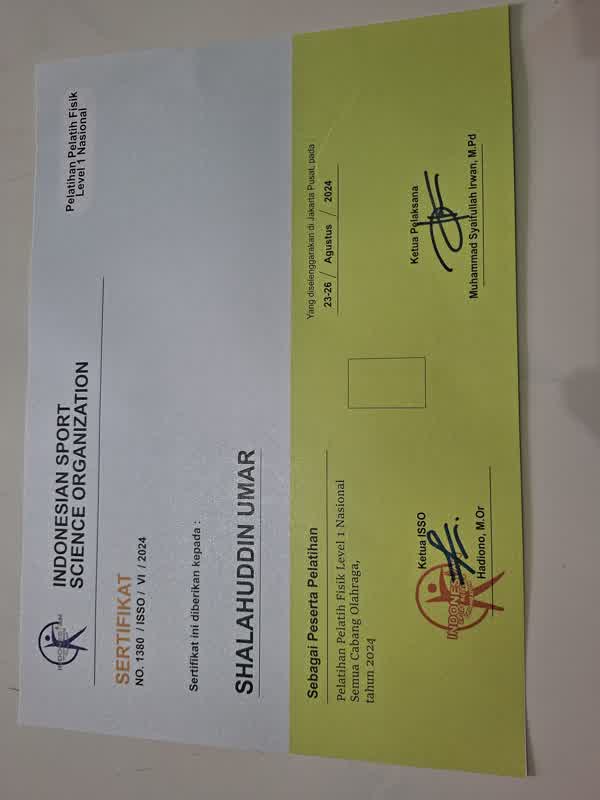 INDONESIAN SPORT
SCIENCE ORGANIZATION
Pelatihan Pelatih Fisik
Level 1 Nasional
SERTIFIKAT
NO. 1380 / ISSO / VI / 2024
Sertifikat ini diberikan kepada :
SHALAHUDDIN UMAR
Sebagai Peserta Pelatihan
Pelatihan Pelatih Fisik Level 1 Nasional
Semua Cabang Olahraga,
tahun 2024
Yang diselenggarakan di Jakarta Pusat, pada
23-26 / Agustus / 2024
Ketua ISSO
Hadiono, M.Or
Ketua Pelaksana
Muhammad Syaifullah Irwan, M.Pd